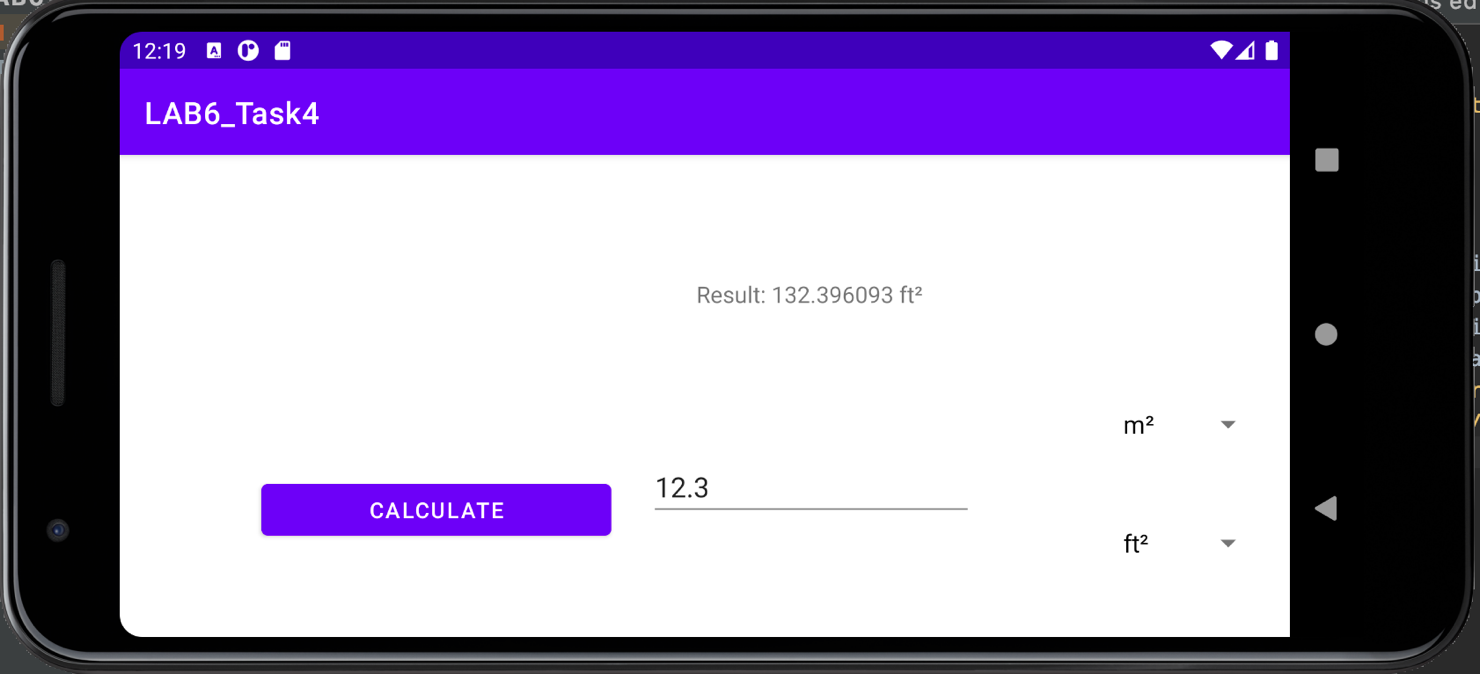 12:19
LAB6_Task4
Result: 132.396093 ft²
m²
12.3
CALCULATE
ft²